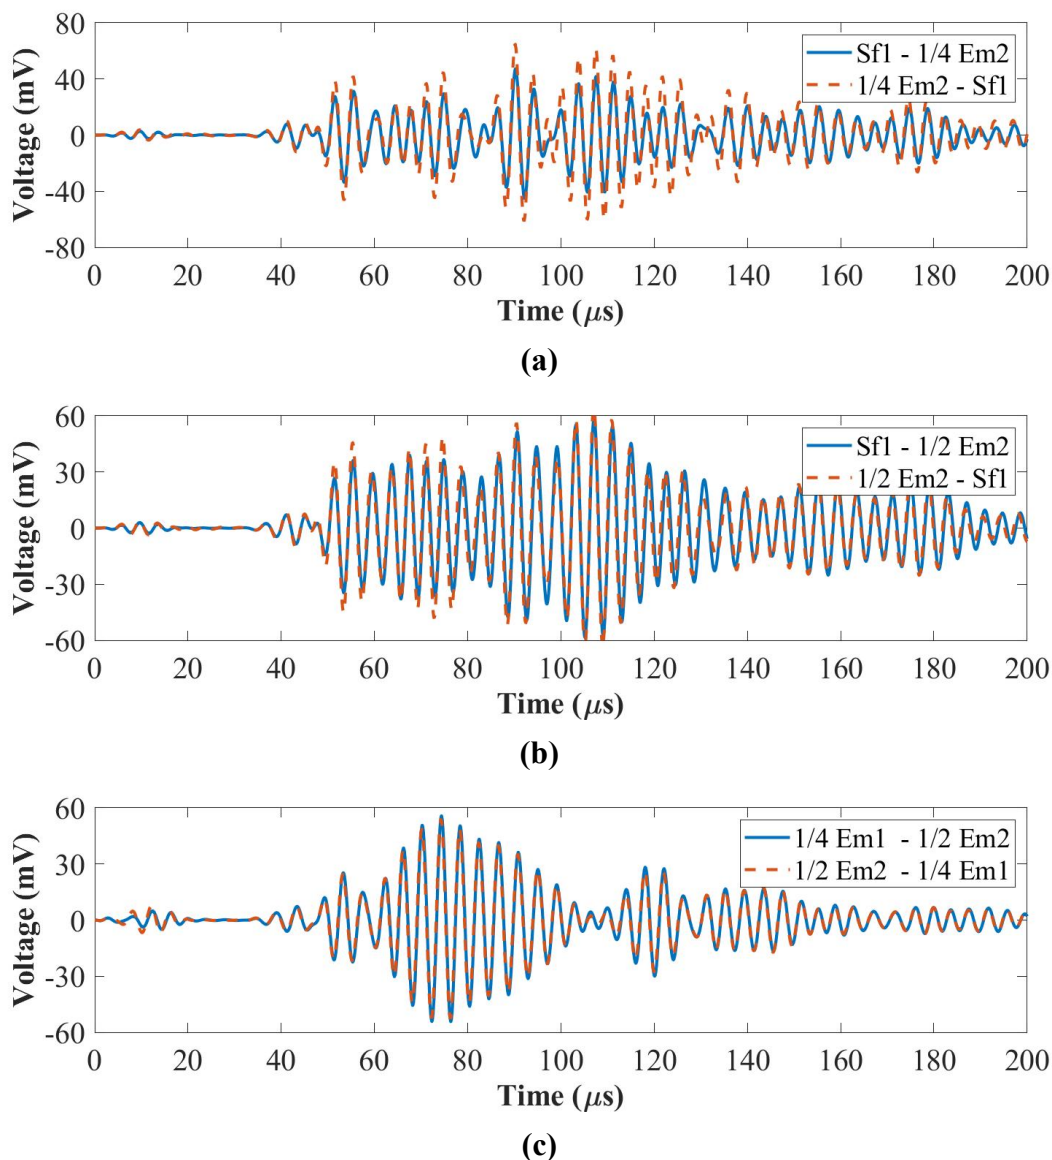 80
40
0
-40
-80
Voltage (mV)
Sf1 - 1/4 Em2
1/4 Em2 - Sf1
0 20 40 60 80 100 120 140 160 180 200
Time (μs)
(a)
60
30
0
-30
-60
Voltage (mV)
Sf1 - 1/2 Em2
1/2 Em2 - Sf1
0 20 40 60 80 100 120 140 160 180 200
Time (μs)
(b)
60
30
0
-30
-60
Voltage (mV)
1/4 Em1 - 1/2 Em2
1/2 Em2 - 1/4 Em1
0 20 40 60 80 100 120 140 160 180 200
Time (μs)
(c)